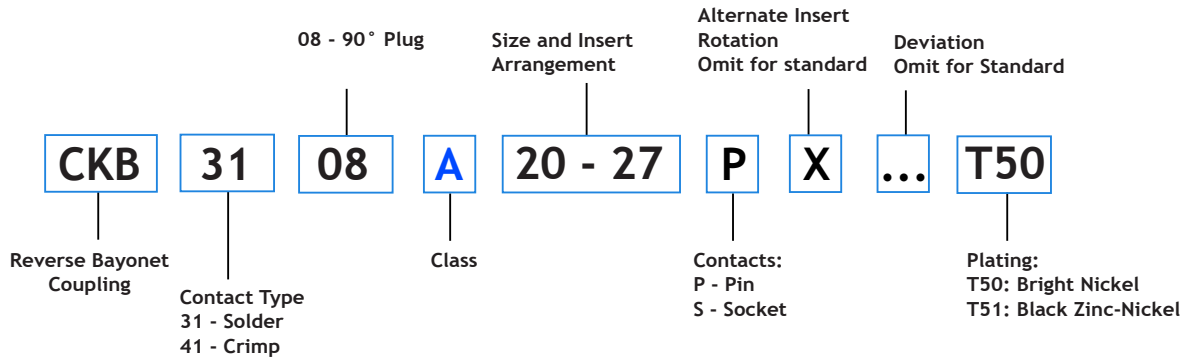 08 - 90° Plug
Size and Insert
Arrangement
Alternate Insert
Rotation
Omit for standard
Deviation
Omit for Standard
CKB 31 08 A 20 - 27 P X ... T50
Reverse Bayonet
Coupling
Contact Type
31 - Solder
41 - Crimp
Class
Contacts:
P - Pin
S - Socket
Plating:
T50: Bright Nickel
T51: Black Zinc-Nickel